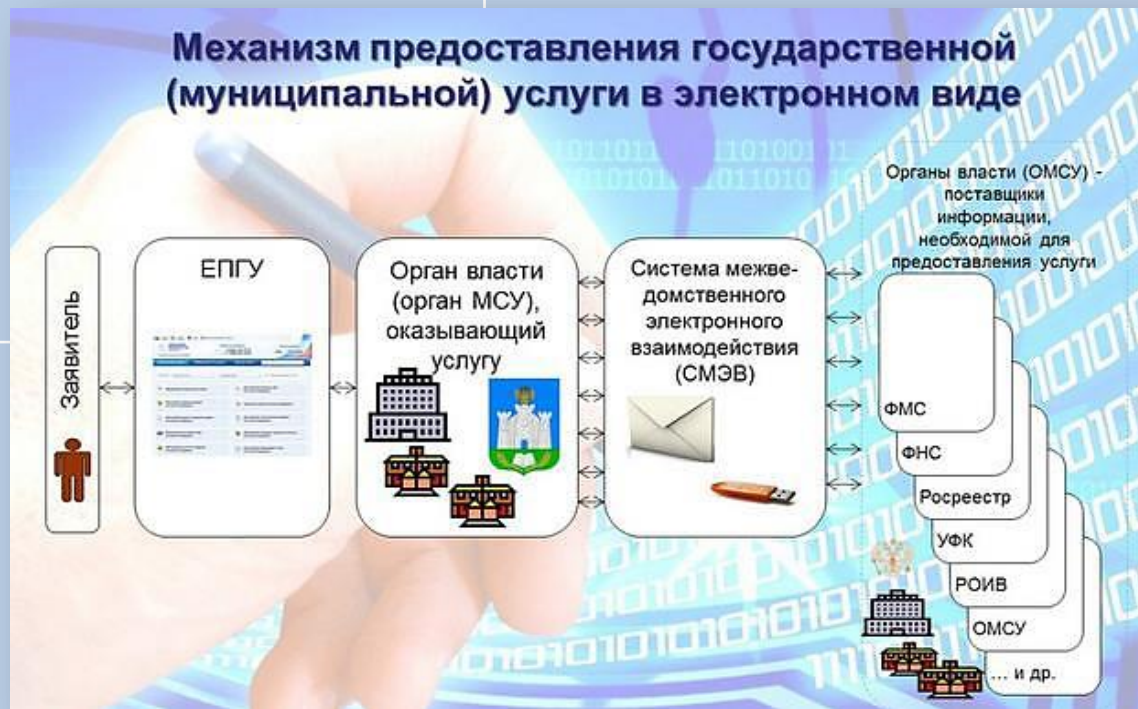 Механизм предоставления государственной
(муниципальной) услуги в электронном виде
Заявитель
ЕПГУ
Орган власти
(орган МСУ),
оказывающий
услугу
Система межве-
домственного
электронного
взаимодействия
(СМЭВ)
Органы власти (ОМСУ) -
поставщики
информации,
необходимой для
предоставления услуги
ФМС
ФНС
Росреестр
УФК
РОИВ
ОМСУ
... и др.